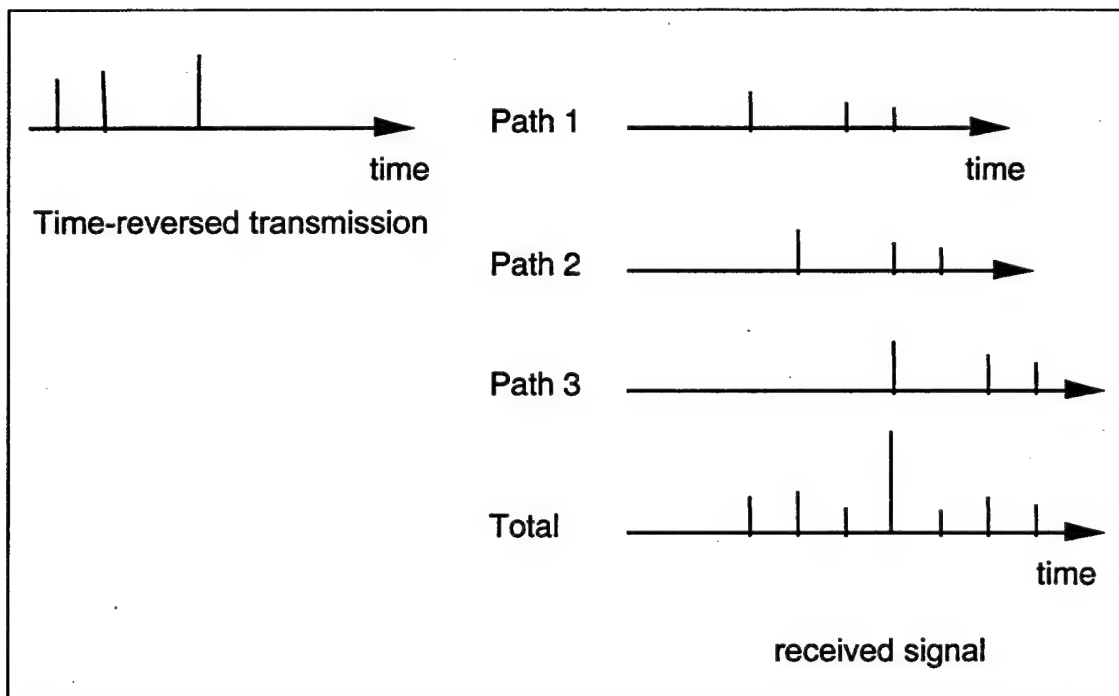 time
Time-reversed transmission
Path 1
time
Path 2
Path 3
Total
time
received signal